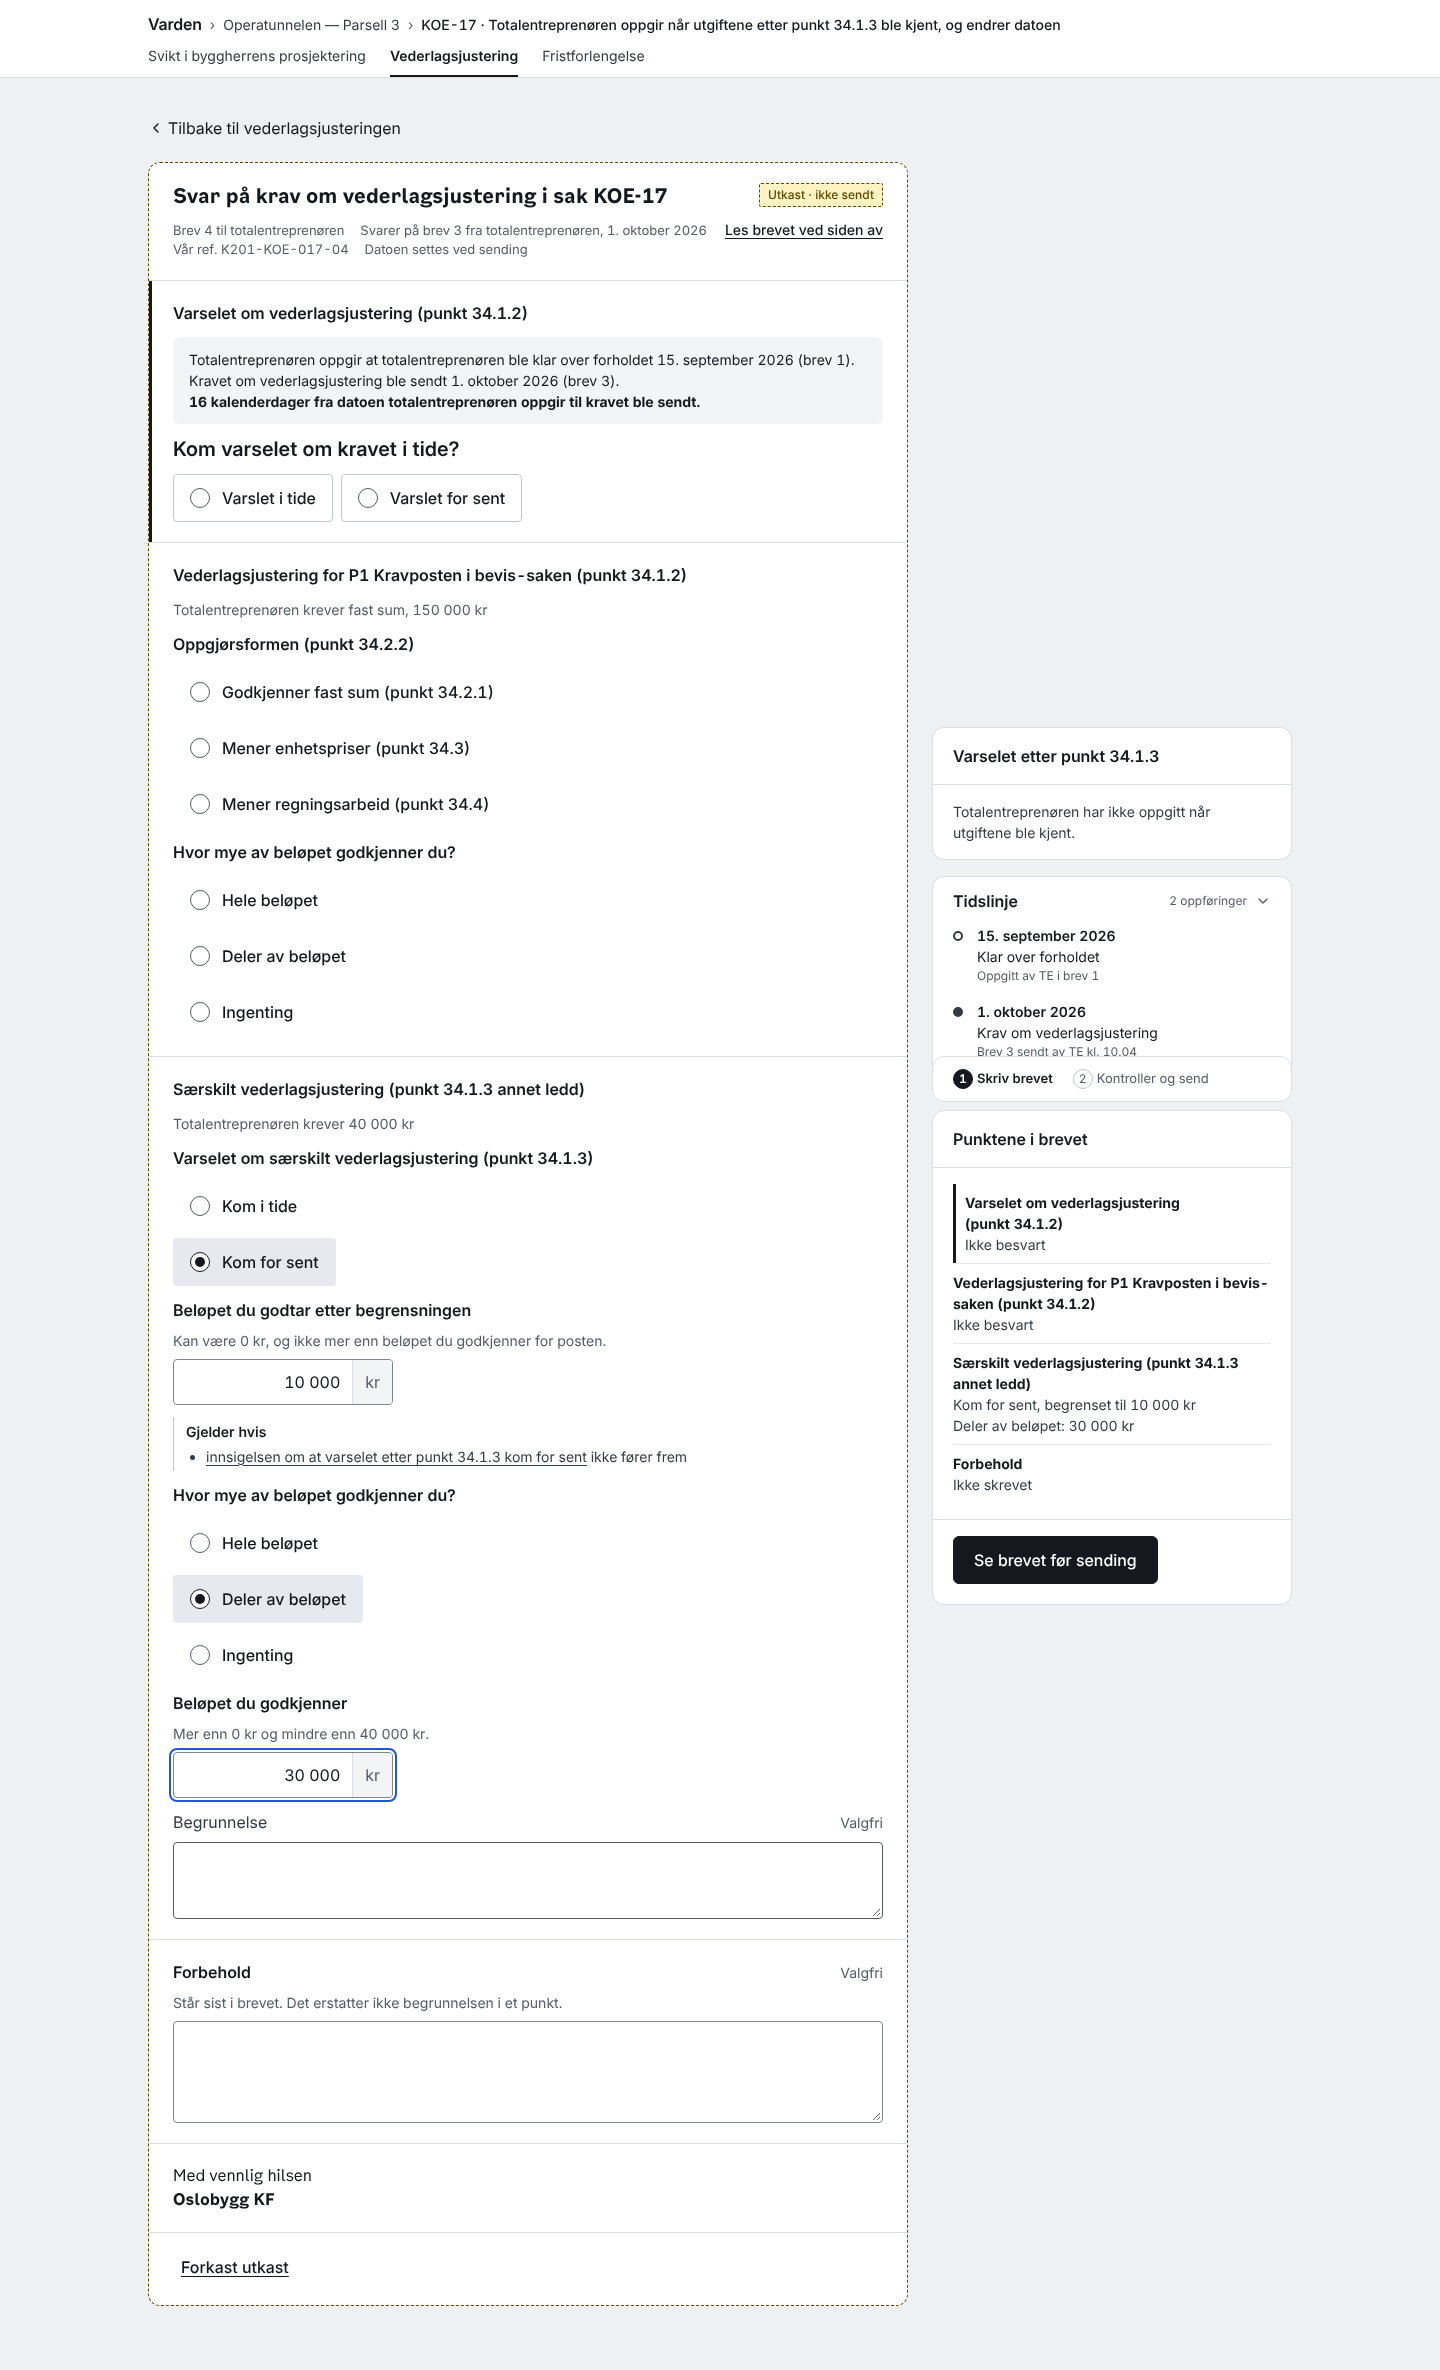 Varden › Operatunnelen — Parsell 3 › KOE-17 · Totalentreprenøren oppgir når utgiftene etter punkt 34.1.3 ble kjent, og endrer datoen
Svikt i byggherrens prosjektering Vederlagsjustering Fristforlengelse
Tilbake til vederlagsjusteringen
Svar på krav om vederlagsjustering i sak KOE-17
Utkast · ikke sendt
Brev 4 til totalentreprenøren Svarer på brev 3 fra totalentreprenøren, 1. oktober 2026 Les brevet ved siden av
Vår ref. K201-KOE-017-04 Datoen settes ved sending
Varselet om vederlagsjustering (punkt 34.1.2)
Totalentreprenøren oppgir at totalentreprenøren ble klar over forholdet 15. september 2026 (brev 1).
Kravet om vederlagsjustering ble sendt 1. oktober 2026 (brev 3).
16 kalenderdager fra datoen totalentreprenøren oppgir til kravet ble sendt.
Kom varselet om kravet i tide?
Varslet i tide Varslet for sent
Vederlagsjustering for P1 Kravposten i bevis-saken (punkt 34.1.2)
Totalentreprenøren krever fast sum, 150 000 kr
Oppgjørsformen (punkt 34.2.2)
Godkjenner fast sum (punkt 34.2.1)
Mener enhetspriser (punkt 34.3)
Mener regningsarbeid (punkt 34.4)
Hvor mye av beløpet godkjenner du?
Hele beløpet
Deler av beløpet
Ingenting
Særskilt vederlagsjustering (punkt 34.1.3 annet ledd)
Totalentreprenøren krever 40 000 kr
Varselet om særskilt vederlagsjustering (punkt 34.1.3)
Kom i tide
Kom for sent
Beløpet du godtar etter begrensningen
Kan være 0 kr, og ikke mer enn beløpet du godkjenner for posten.
10 000 kr
Gjelder hvis
• innsigelsen om at varselet etter punkt 34.1.3 kom for sent ikke fører frem
Hvor mye av beløpet godkjenner du?
Hele beløpet
Deler av beløpet
Ingenting
Beløpet du godkjenner
Mer enn 0 kr og mindre enn 40 000 kr.
30 000 kr
Begrunnelse Valgfri
Forbehold Valgfri
Står sist i brevet. Det erstatter ikke begrunnelsen i et punkt.
Med vennlig hilsen
Oslobygg KF
Forkast utkast
Varselet etter punkt 34.1.3
Totalentreprenøren har ikke oppgitt når
utgiftene ble kjent.
Tidslinje 2 oppføringer
15. september 2026
Klar over forholdet
Oppgitt av TE i brev 1
1. oktober 2026
Krav om vederlagsjustering
Brev 3 sendt av TE kl. 10.04
1 Skriv brevet 2 Kontroller og send
Punktene i brevet
Varselet om vederlagsjustering
(punkt 34.1.2)
Ikke besvart
Vederlagsjustering for P1 Kravposten i bevis-
saken (punkt 34.1.2)
Ikke besvart
Særskilt vederlagsjustering (punkt 34.1.3
annet ledd)
Kom for sent, begrenset til 10 000 kr
Deler av beløpet: 30 000 kr
Forbehold
Ikke skrevet
Se brevet før sending